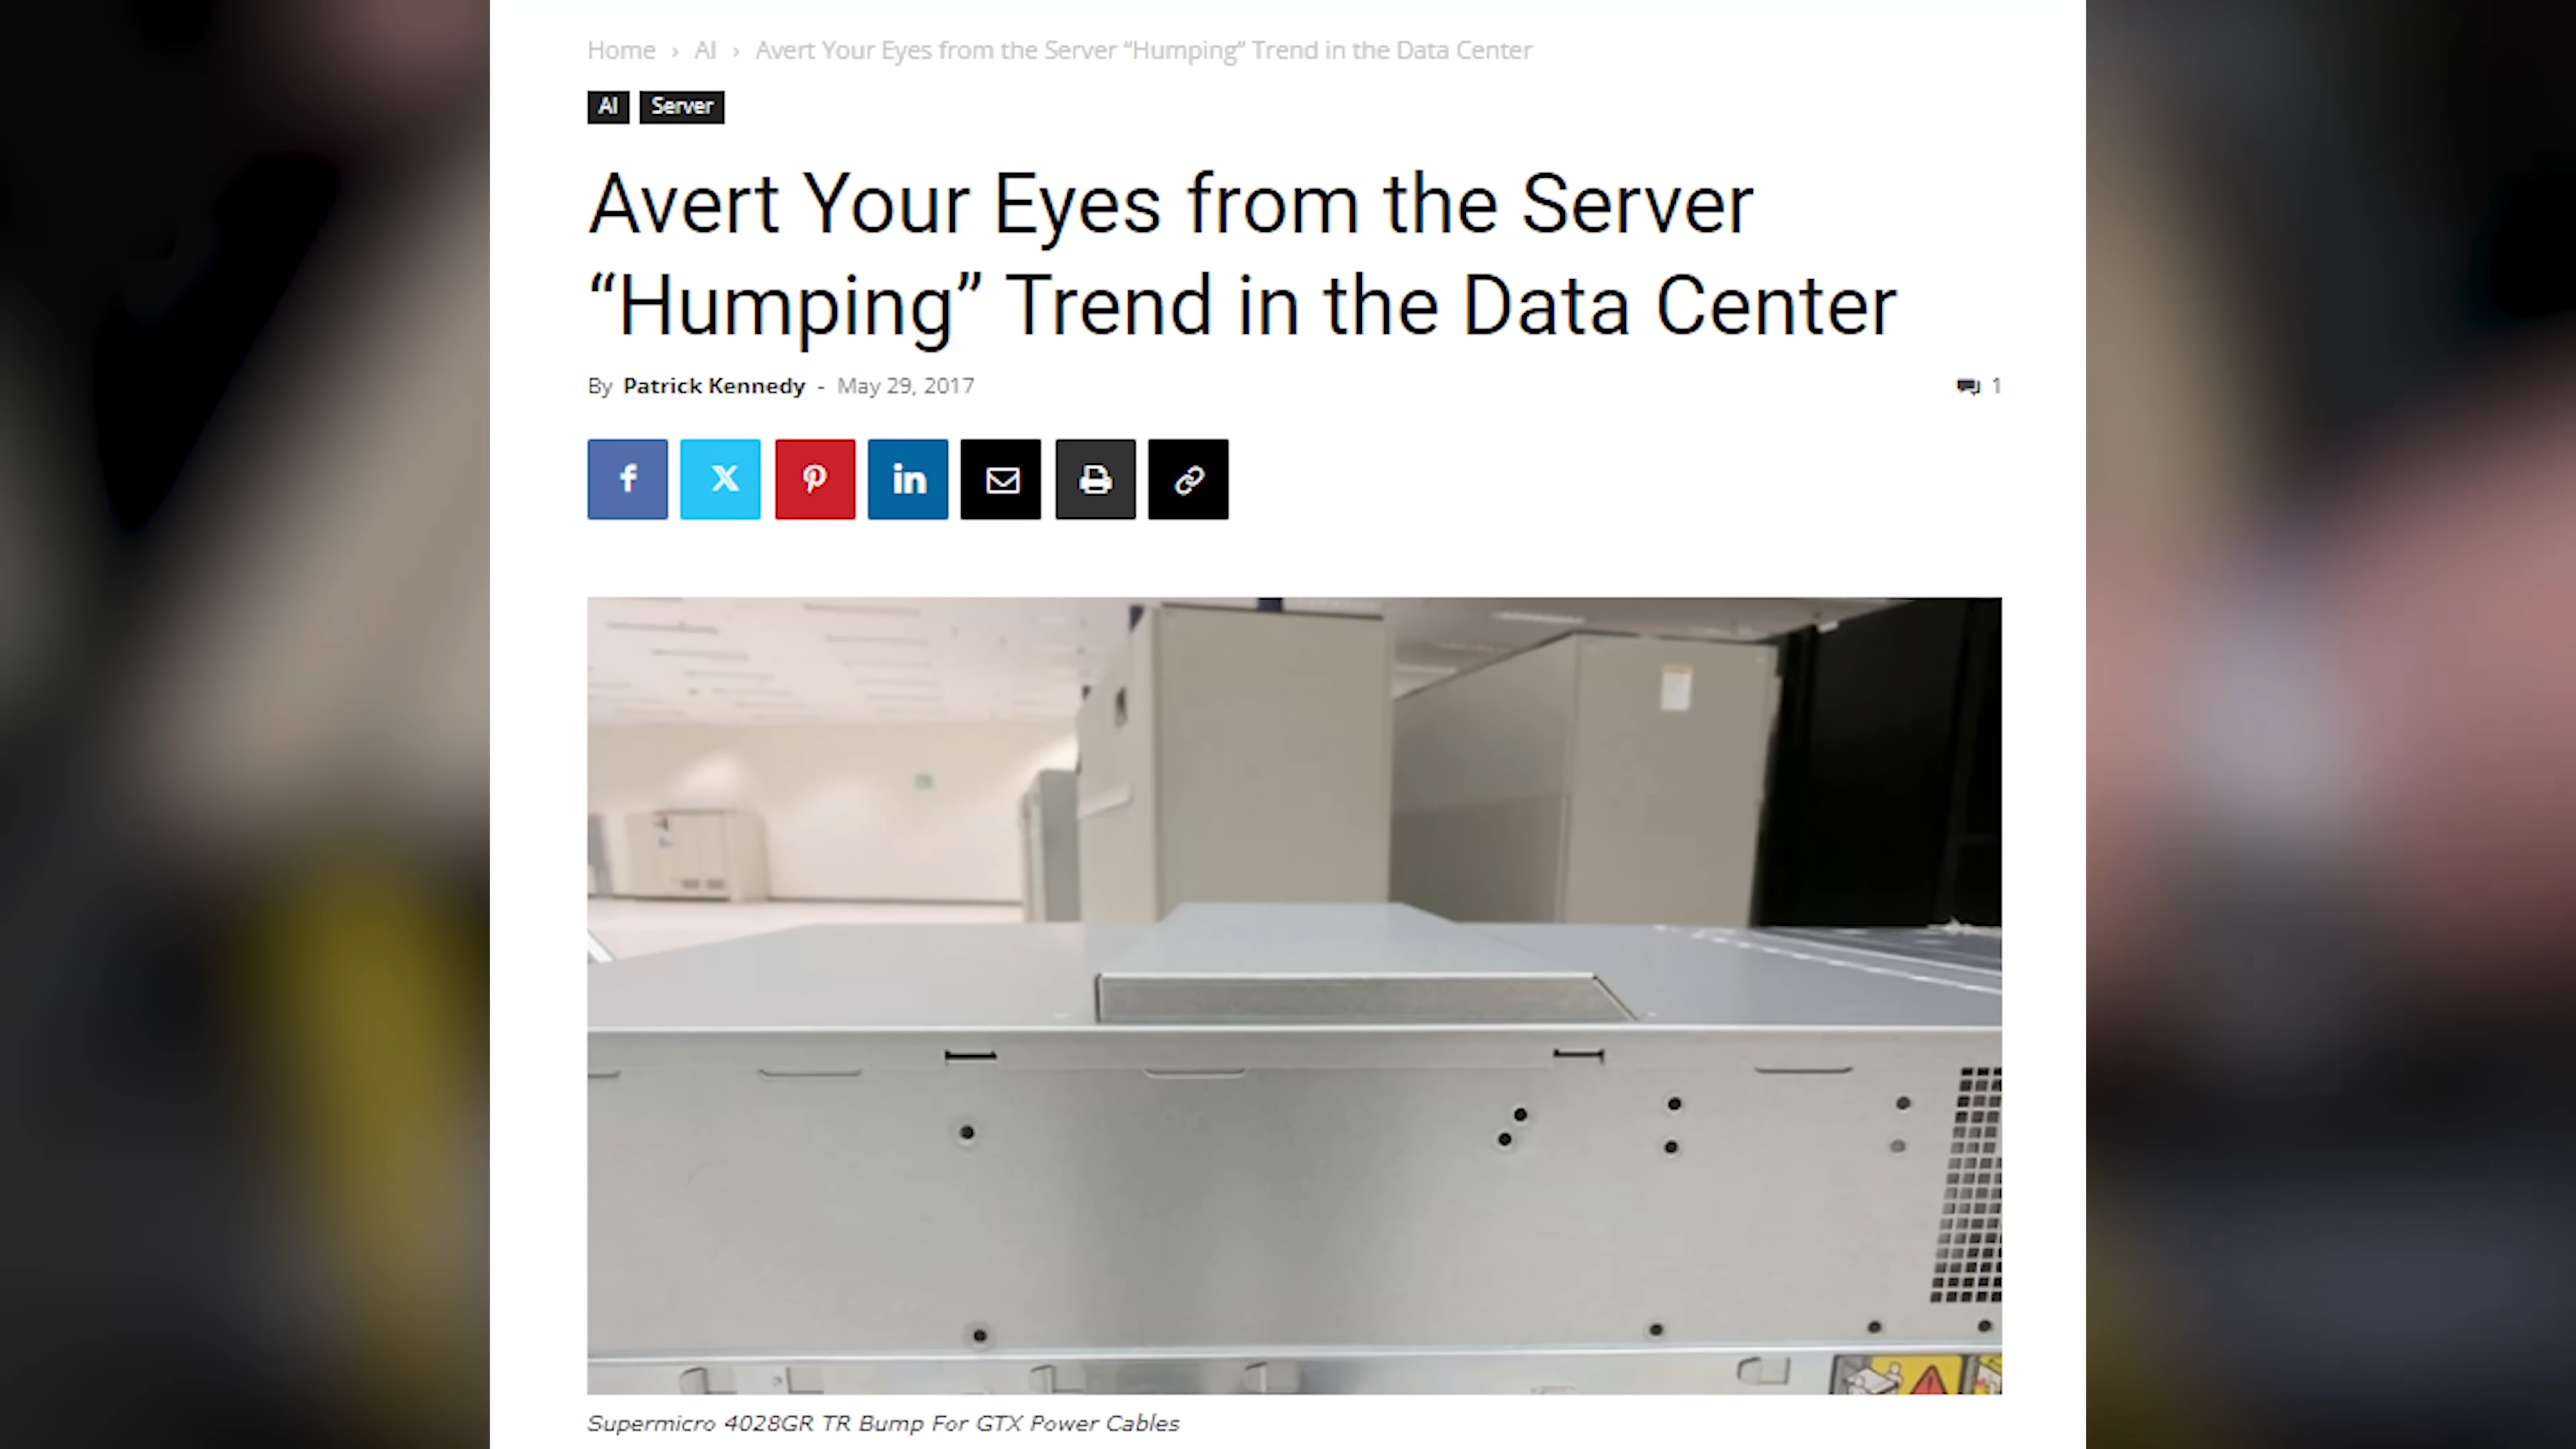 Home › AI › Avert Your Eyes from the Server “Humping” Trend in the Data Center
AI Server
Avert Your Eyes from the Server
“Humping” Trend in the Data Center
By Patrick Kennedy - May 29, 2017 1
Supermicro 4028GR TR Bump For GTX Power Cables